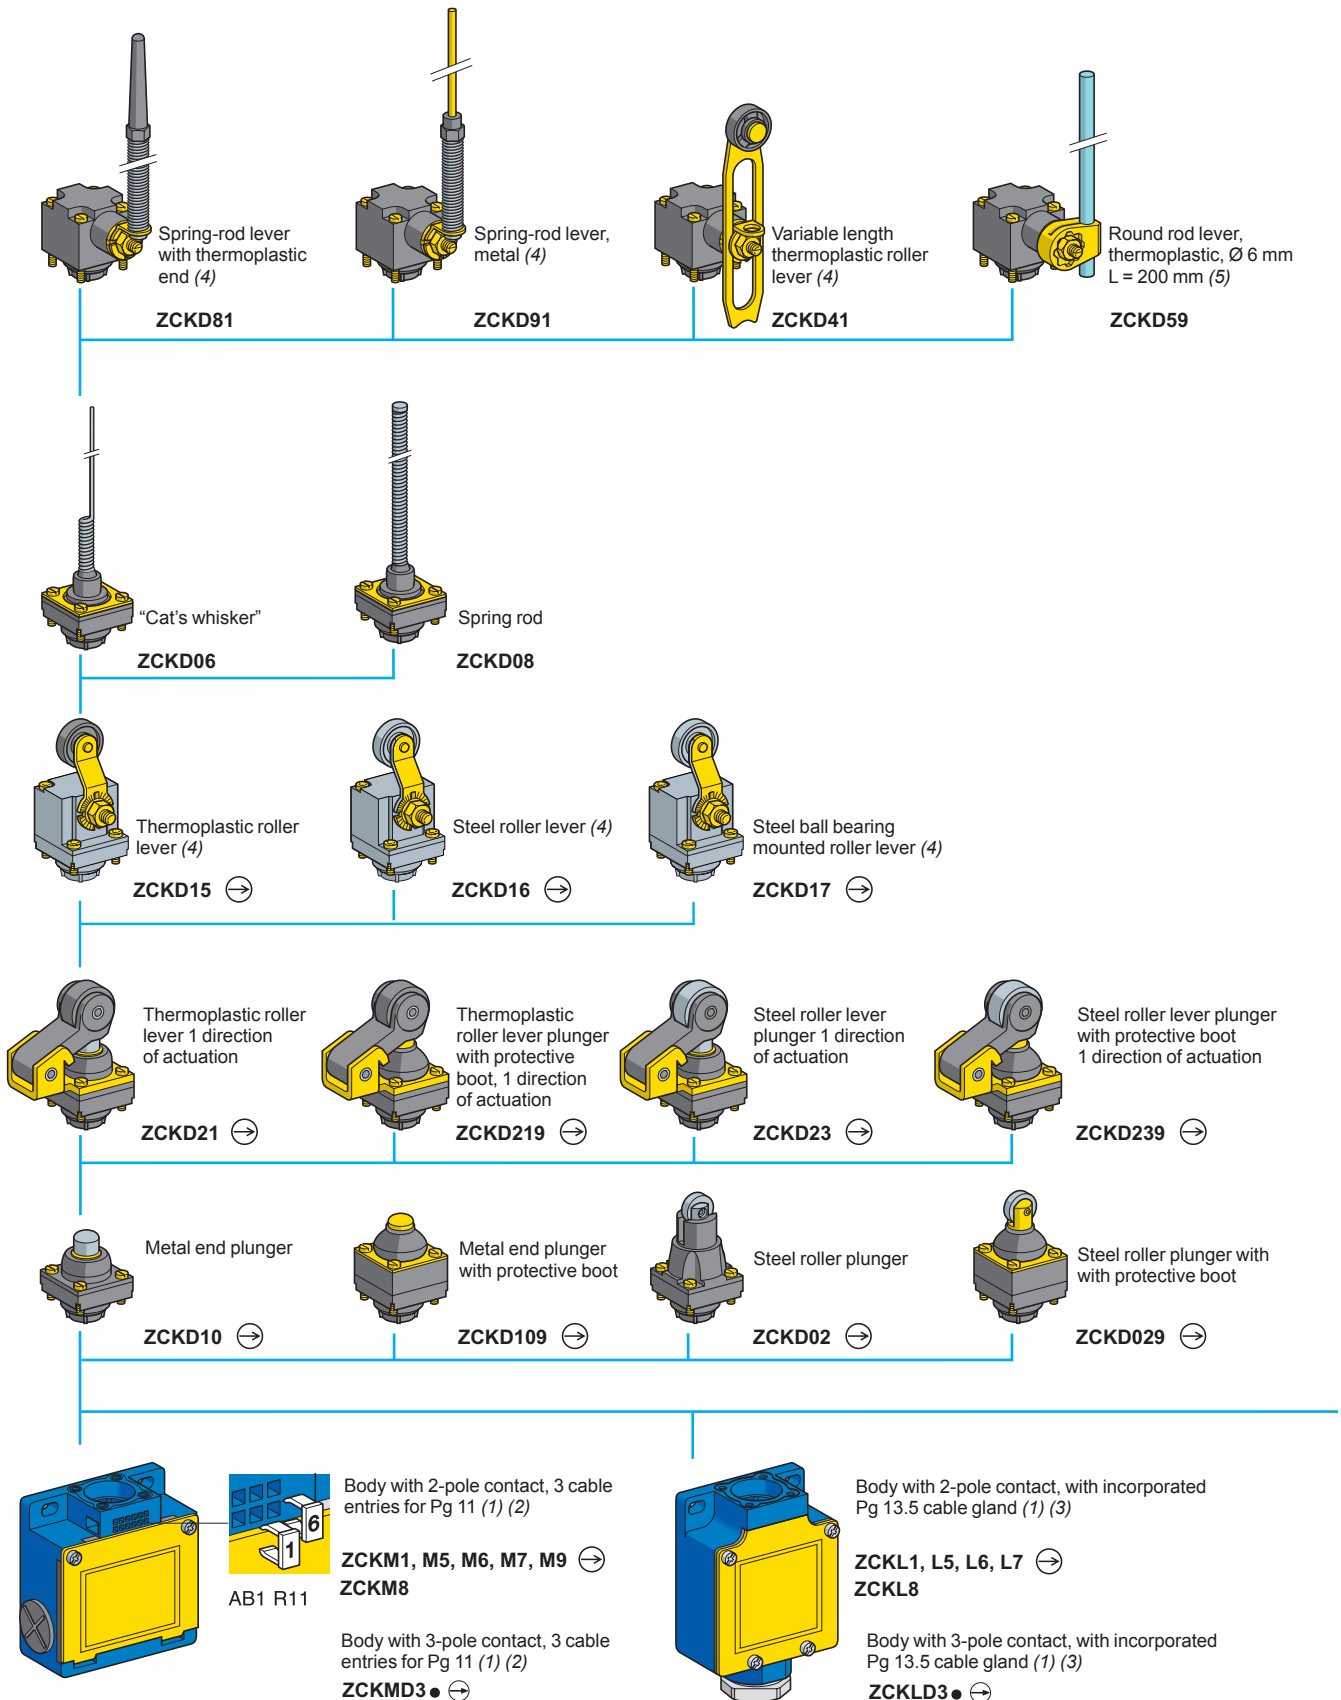 Spring-rod lever
with thermoplastic
end (4)
ZCKD81
Spring-rod lever,
metal (4)
ZCKD91
Variable length
thermoplastic roller
lever (4)
ZCKD41
Round rod lever,
thermoplastic, Ø 6 mm
L = 200 mm (5)
ZCKD59
“Cat's whisker”
ZCKD06
Spring rod
ZCKD08
Thermoplastic roller
lever (4)
ZCKD15
Steel roller lever (4)
ZCKD16
Steel ball bearing
mounted roller lever (4)
ZCKD17
Thermoplastic roller
lever 1 direction
of actuation
ZCKD21
Thermoplastic
roller lever plunger
with protective
boot, 1 direction
of actuation
ZCKD219
Steel roller lever
plunger 1 direction
of actuation
ZCKD23
Steel roller lever plunger
with protective boot
1 direction of actuation
ZCKD239
Metal end plunger
ZCKD10
Metal end plunger
with protective boot
ZCKD109
Steel roller plunger
ZCKD02
Steel roller plunger with
with protective boot
ZCKD029
6
1
AB1 R11
Body with 2-pole contact, 3 cable
entries for Pg 11 (1) (2)
ZCKM1, M5, M6, M7, M9
ZCKM8
Body with 3-pole contact, 3 cable
entries for Pg 11 (1) (2)
ZCKMD3●
Body with 2-pole contact, with incorporated
Pg 13.5 cable gland (1) (3)
ZCKL1, L5, L6, L7
ZCKL8
Body with 3-pole contact, with incorporated
Pg 13.5 cable gland (1) (3)
ZCKLD3●